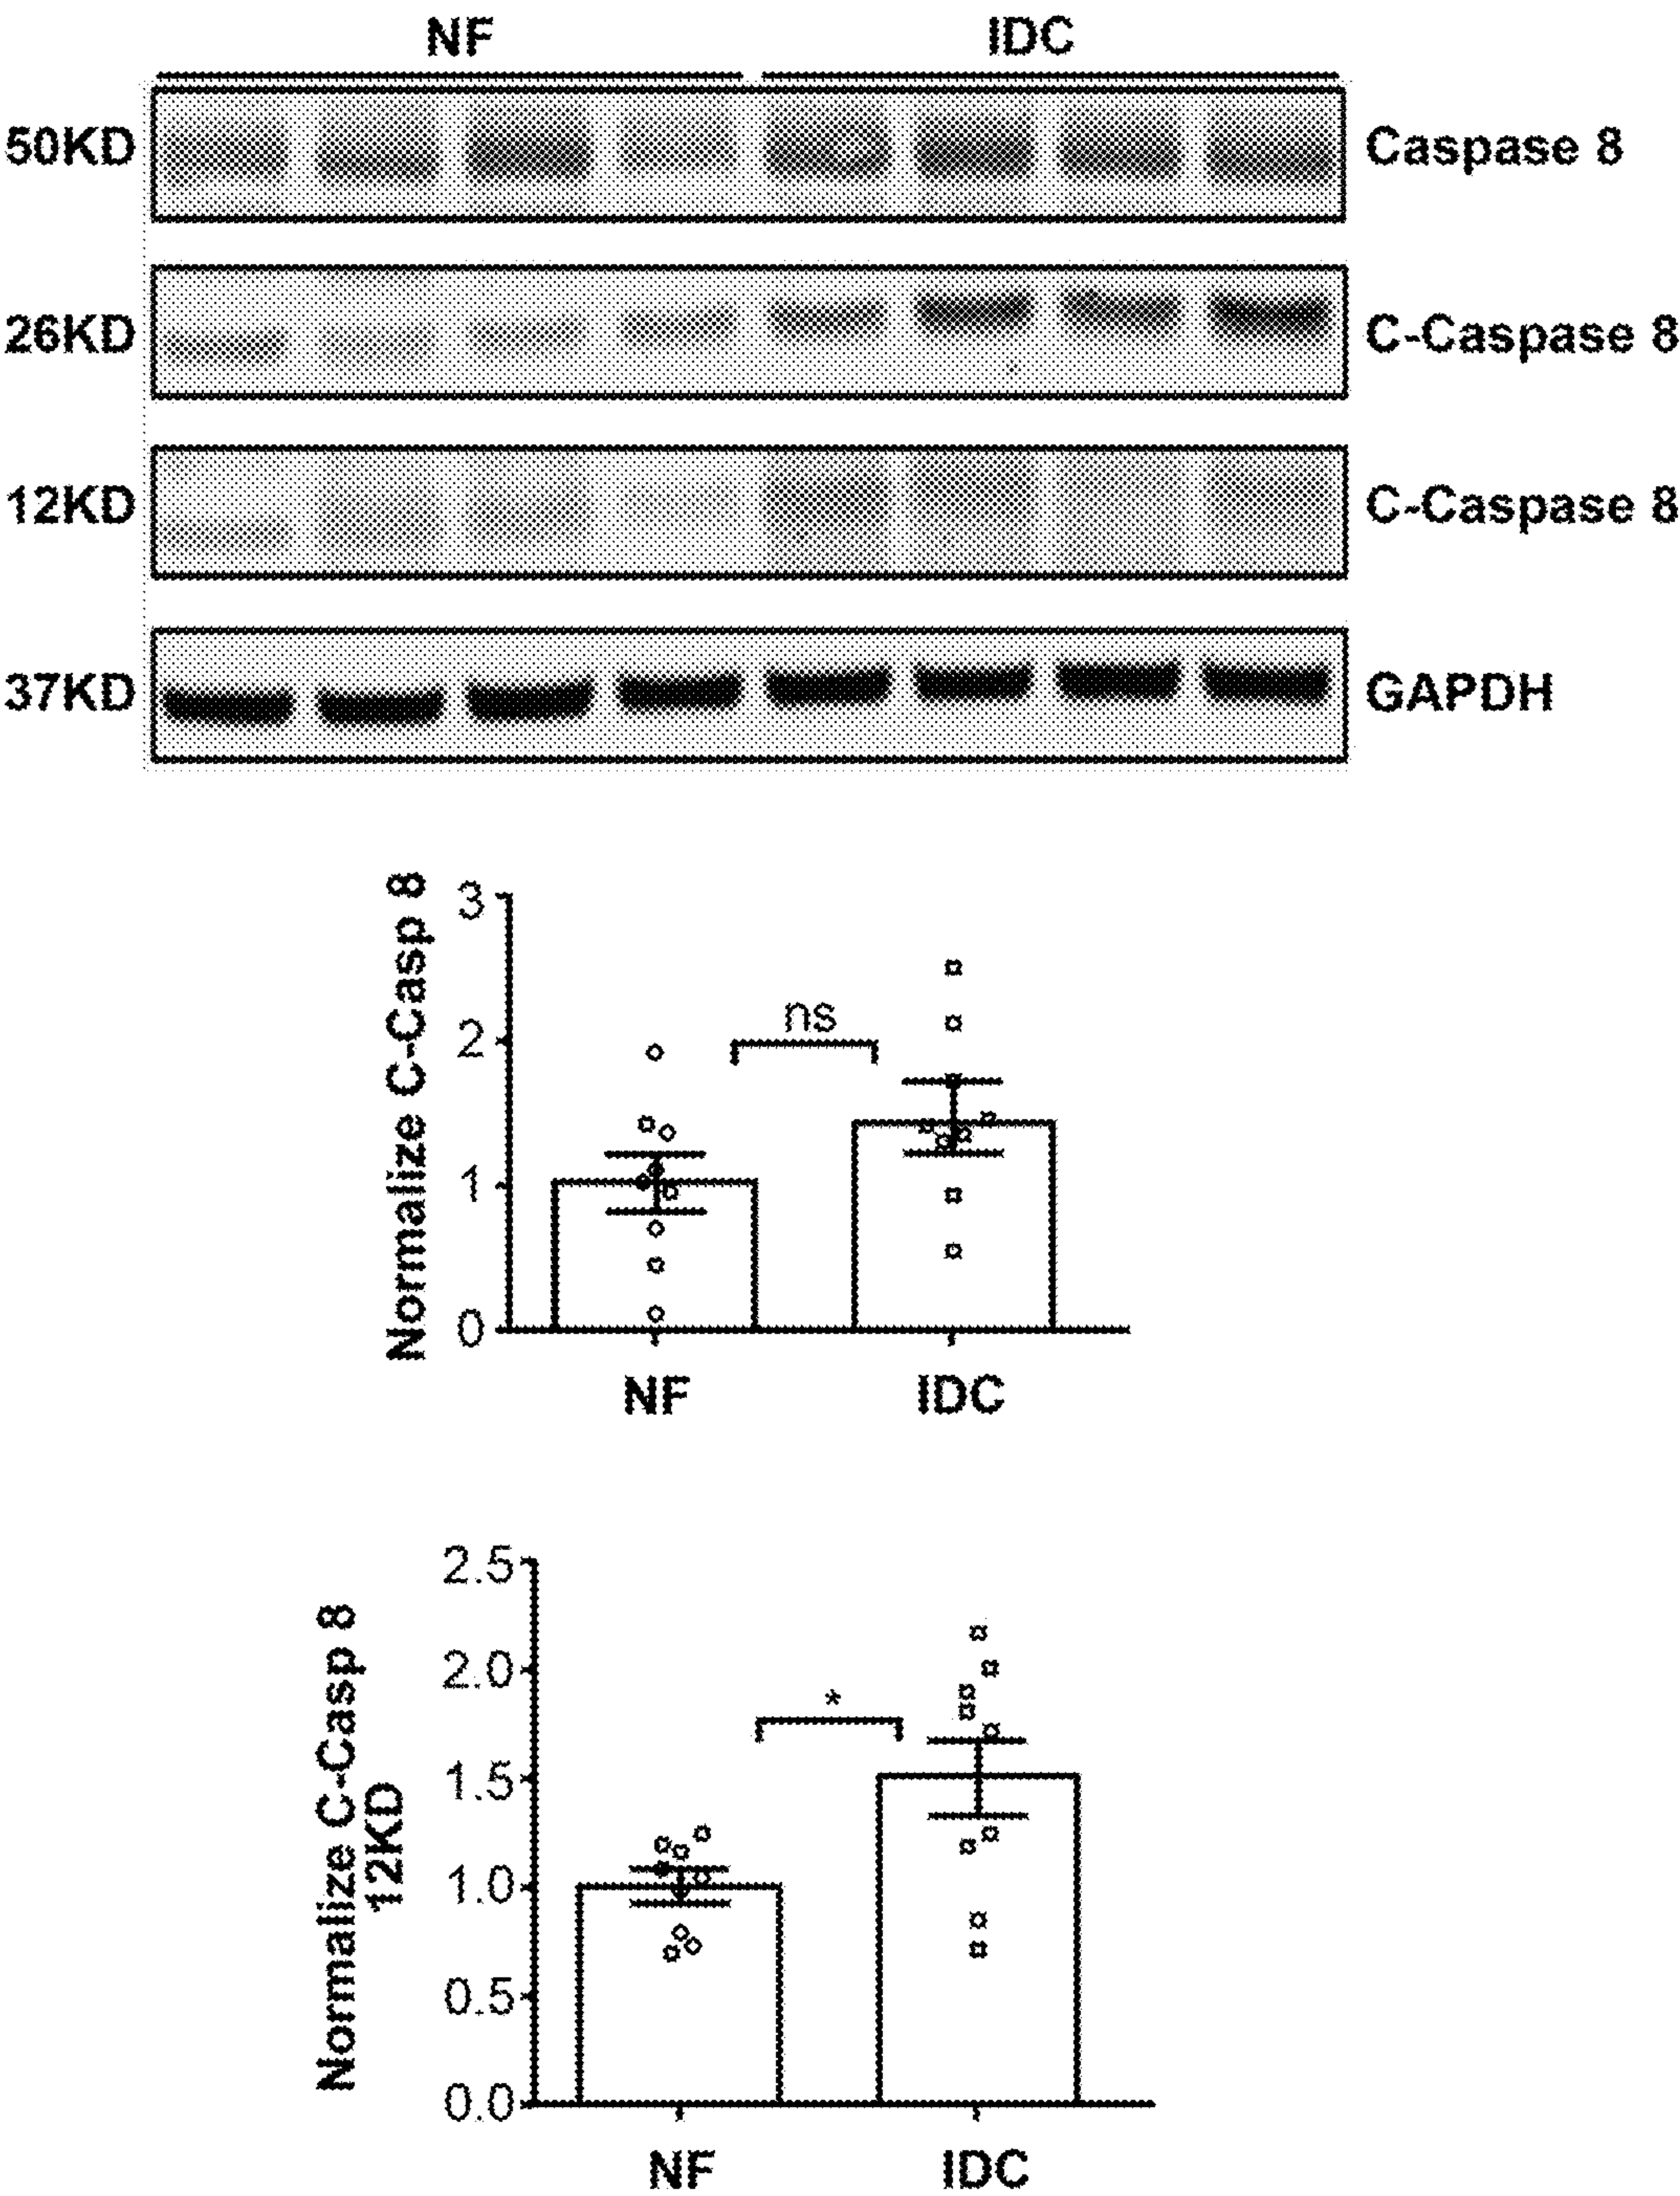 NF IDC
50KD Caspase 8
26KD C-Caspase 8
12KD C-Caspase 8
37KD GAPDH
Normalize C-Casp 8
3
2
1
0
ns
NF IDC
Normalize C-Casp 8
12KD
2.5
2.0
1.5
1.0
0.5
0.0
*
NF IDC